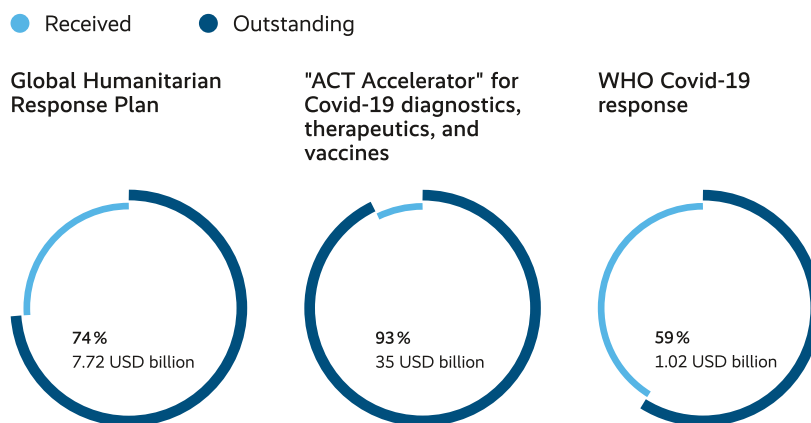 Received
Outstanding
Global Humanitarian
Response Plan
74%
7.72 USD billion
"ACT Accelerator" for
Covid-19 diagnostics,
therapeutics, and
vaccines
93%
35 USD billion
WHO Covid-19
response
59%
1.02 USD billion